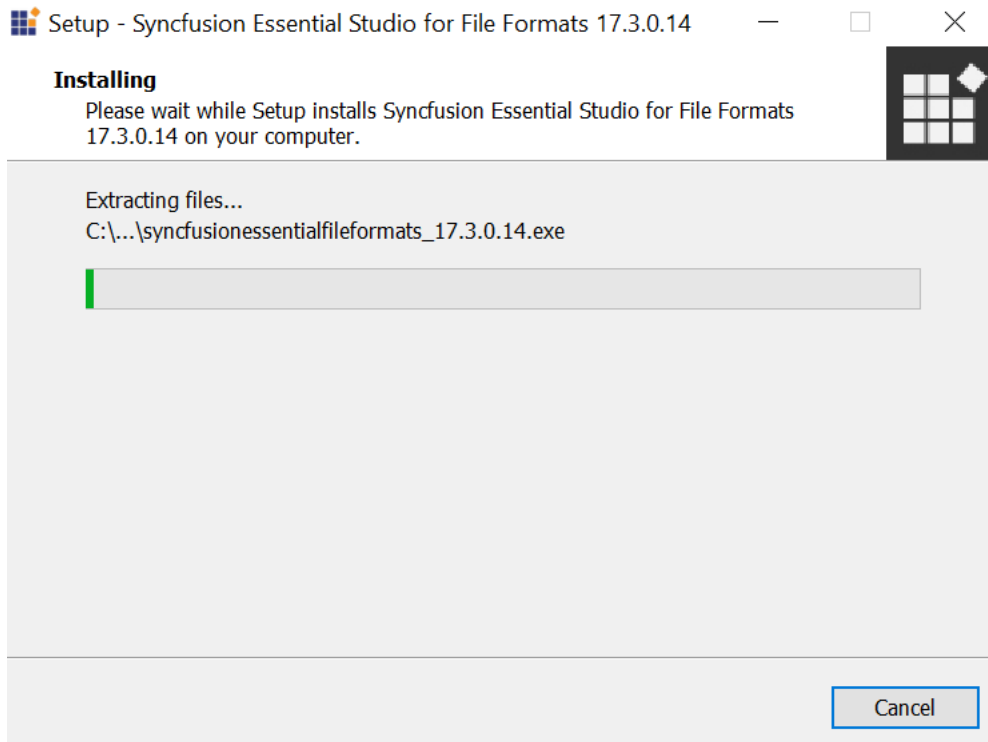 Setup - Syncfusion Essential Studio for File Formats 17.3.0.14
Installing
Please wait while Setup installs Syncfusion Essential Studio for File Formats
17.3.0.14 on your computer.
Extracting files...
C:\...\syncfusionessentialfileformats_17.3.0.14.exe
Cancel